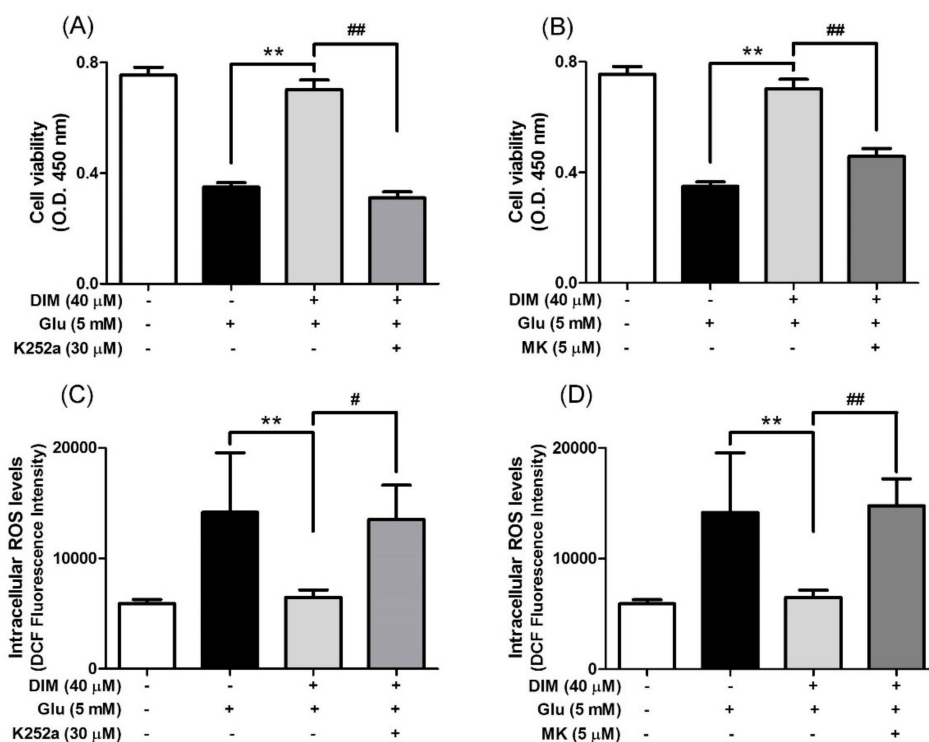 (A)
##
**
0.8
0.4
0.0
Cell viability
(O.D. 450 nm)
DIM (40 µM) - - + +
Glu (5 mM) - + + +
K252a (30 µM) - - - +
(B)
##
**
0.8
0.4
0.0
Cell viability
(O.D. 450 nm)
DIM (40 µM) - - + +
Glu (5 mM) - + + +
MK (5 µM) - - - +
(C)
#
**
20000
10000
0
Intracellular ROS levels
(DCF Fluorescence Intensity)
DIM (40 µM) - - + +
Glu (5 mM) - + + +
K252a (30 µM) - - - +
(D)
##
**
20000
10000
0
Intracellular ROS levels
(DCF Fluorescence Intensity)
DIM (40 µM) - - + +
Glu (5 mM) - + + +
MK (5 µM) - - - +